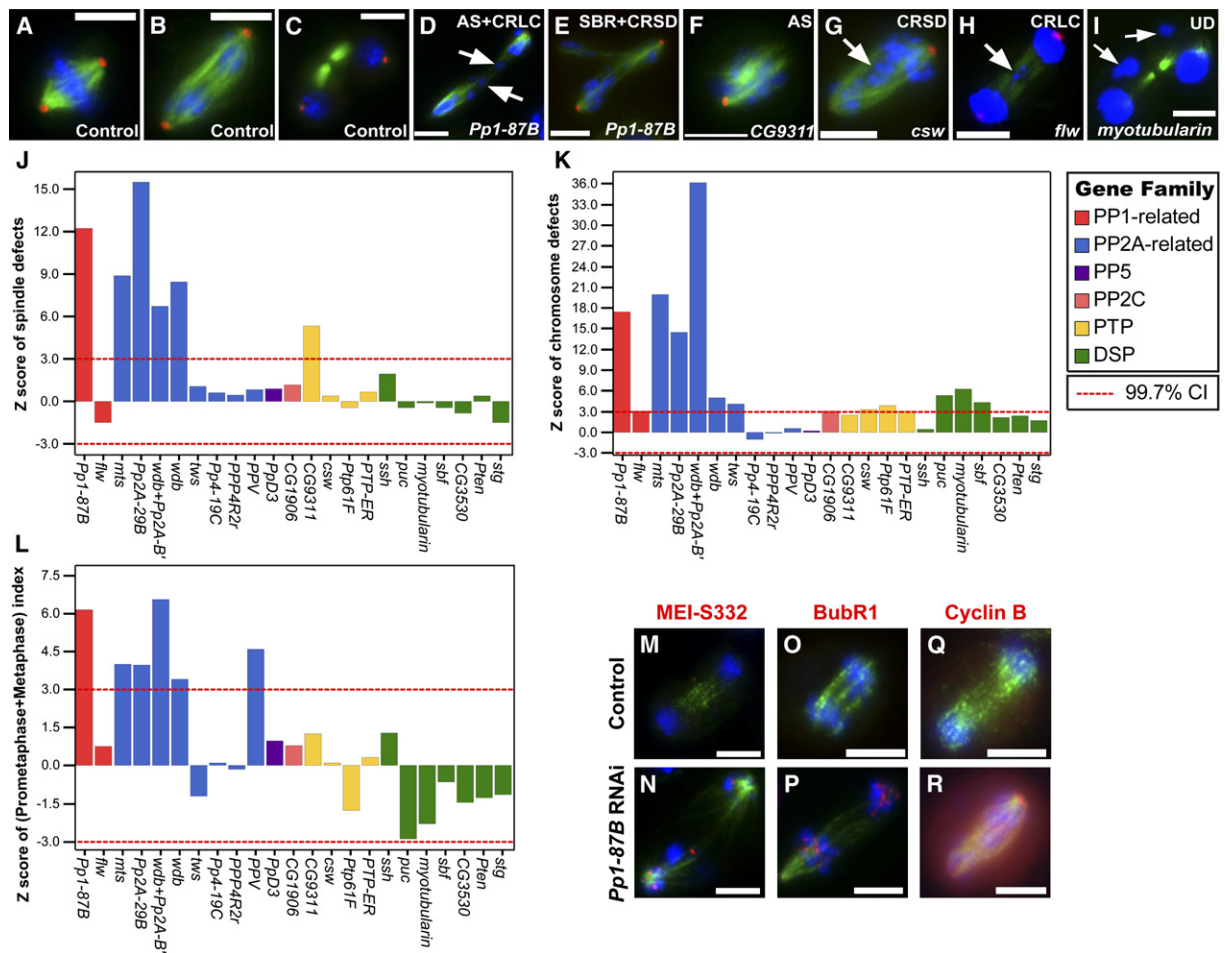 A
Control
B
Control
C
Control
D
AS+CRLC
Pp1-87B
E
SBR+CRSD
Pp1-87B
F
AS
CG9311
G
CRSD
csw
H
CRLC
flw
I
UD
myotubularin
J
Z score of spindle defects
15.0
12.0
9.0
6.0
3.0
0.0
-3.0
Pp1-87B
flw
mts
Pp2A-29B
wdb+Pp2A-B'
wdb
tws
Pp4-19C
PPP4R2r
PPV
PpD3
CG1906
CG9311
csw
Ptp61F
PTP-ER
ssh
puc
myotubularin
sbf
CG3530
Pten
stg
K
Z score of chromosome defects
36.0
33.0
30.0
27.0
24.0
21.0
18.0
15.0
12.0
9.0
6.0
3.0
0.0
-3.0
Pp1-87B
flw
mts
Pp2A-29B
wdb+Pp2A-B'
wdb
tws
Pp4-19C
PPP4R2r
PPV
PpD3
CG1906
CG9311
csw
Ptp61F
PTP-ER
ssh
puc
myotubularin
sbf
CG3530
Pten
stg
Gene Family
PP1-related
PP2A-related
PP5
PP2C
PTP
DSP
99.7% CI
L
Z score of (Prometaphase+Metaphase) index
7.5
6.0
4.5
3.0
1.5
0.0
-1.5
-3.0
Pp1-87B
flw
mts
Pp2A-29B
wdb+Pp2A-B'
wdb
tws
Pp4-19C
PPP4R2r
PPV
PpD3
CG1906
CG9311
csw
Ptp61F
PTP-ER
ssh
puc
myotubularin
sbf
CG3530
Pten
stg
MEI-S332
BubR1
Cyclin B
Control
M
O
Q
Pp1-87B RNAi
N
P
R